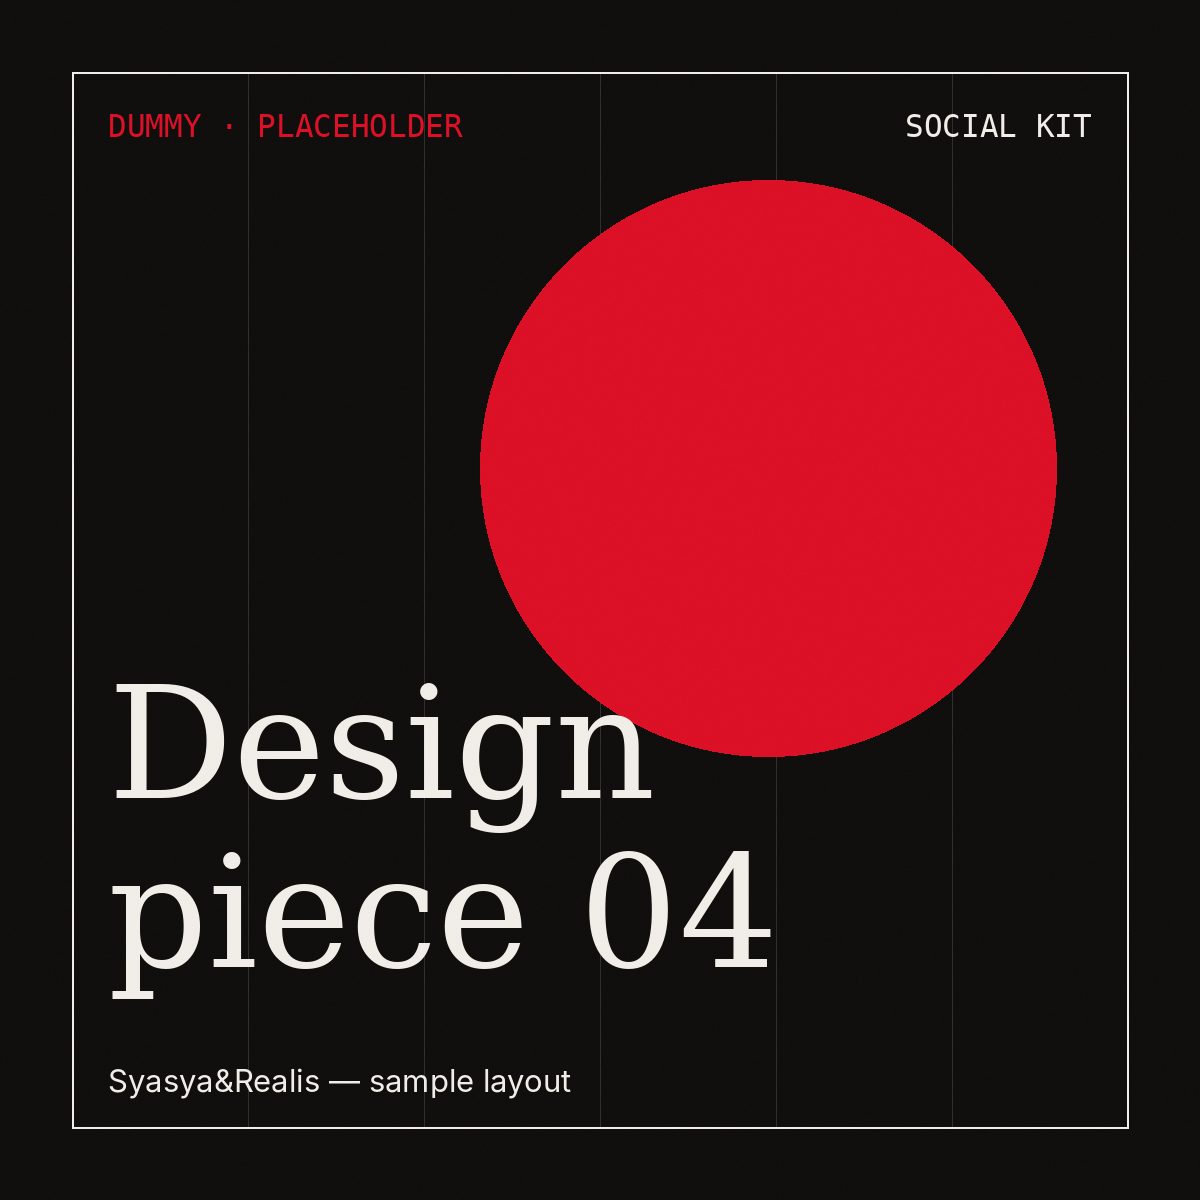 DUMMY · PLACEHOLDER
SOCIAL KIT
Design
piece 04
Syasya&Realis — sample layout